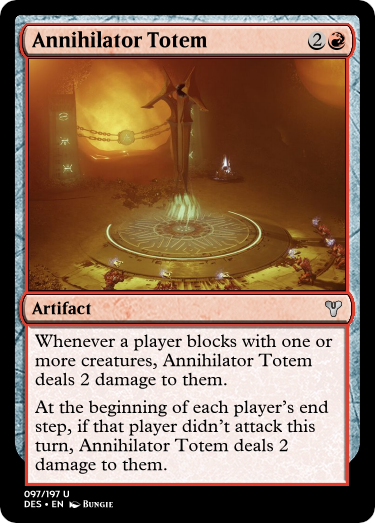 Annihilator Totem 2
Artifact
Whenever a player blocks with one or
more creatures, Annihilator Totem
deals 2 damage to them.
At the beginning of each player's end
step, if that player didn't attack this
turn, Annihilator Totem deals 2
damage to them.
097/197 U
DES • EN Bungie